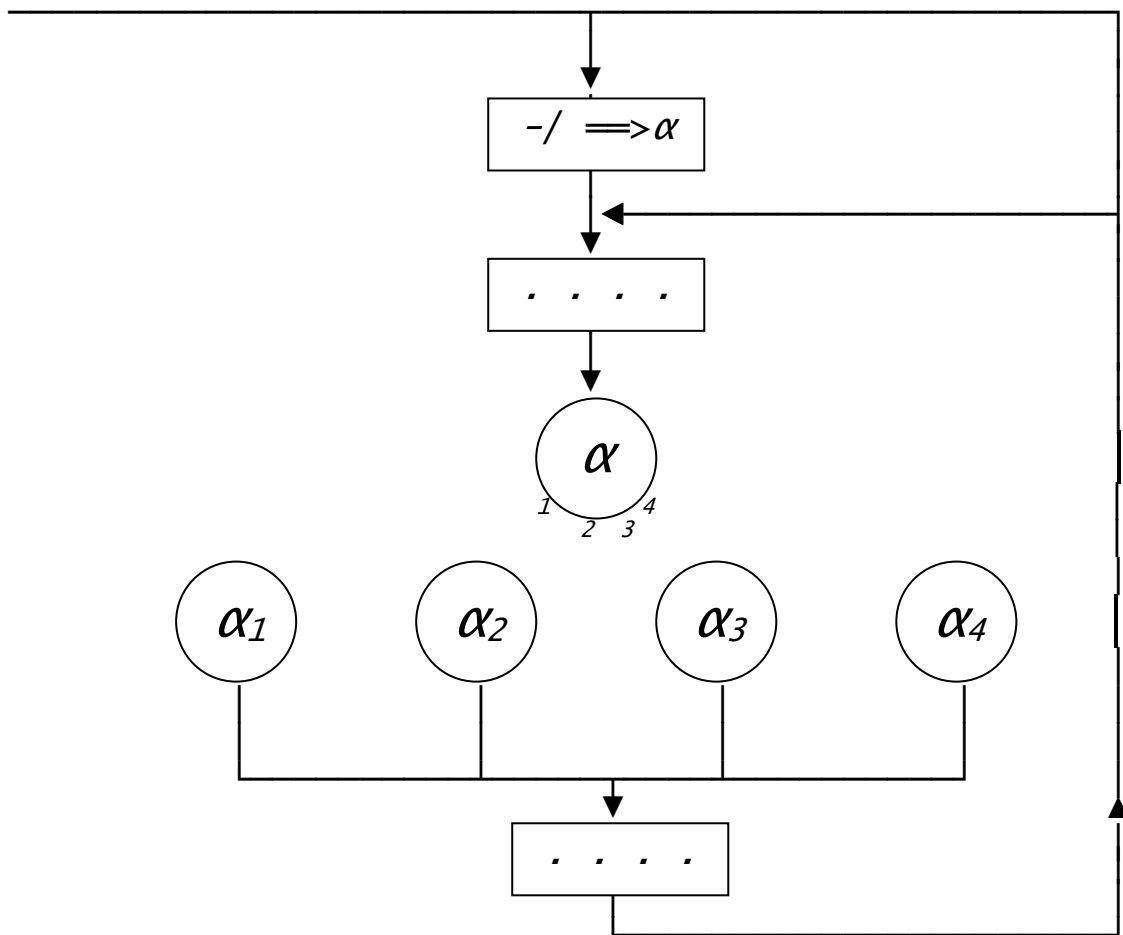 -/ ==>α
. . . .
α
1 2 3 4
α1 α2 α3 α4
. . . .